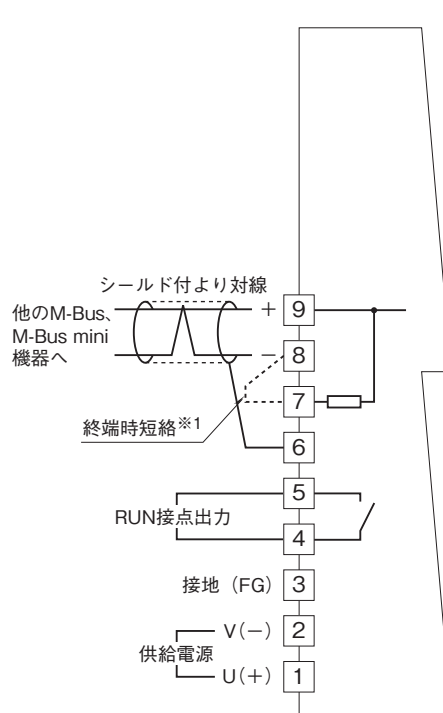 シールド付より対線
他のM-Bus、
M-Bus mini
機器へ
+ 9
− 8
7
終端時短絡※1
6
5
RUN接点出力
4
接地（FG） 3
V(−) 2
供給電源
U(+) 1